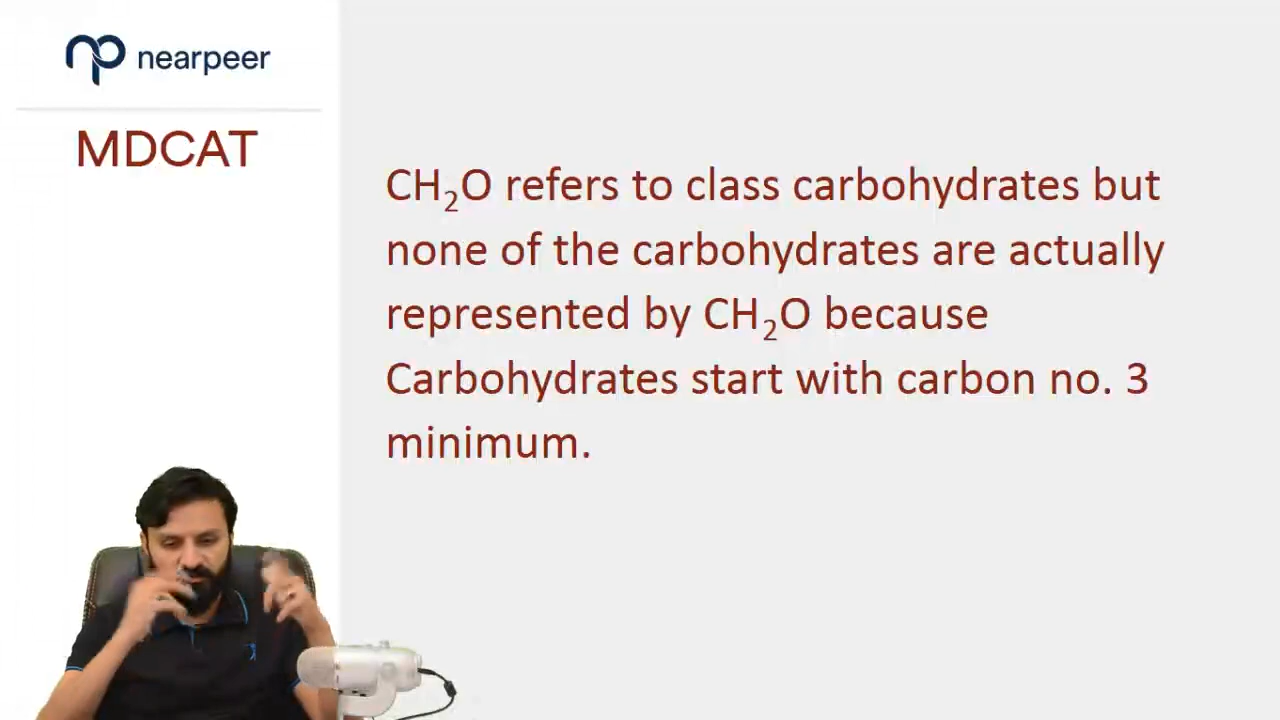 nearpeer
MDCAT
CH₂O refers to class carbohydrates but
none of the carbohydrates are actually
represented by CH₂O because
Carbohydrates start with carbon no. 3
minimum.